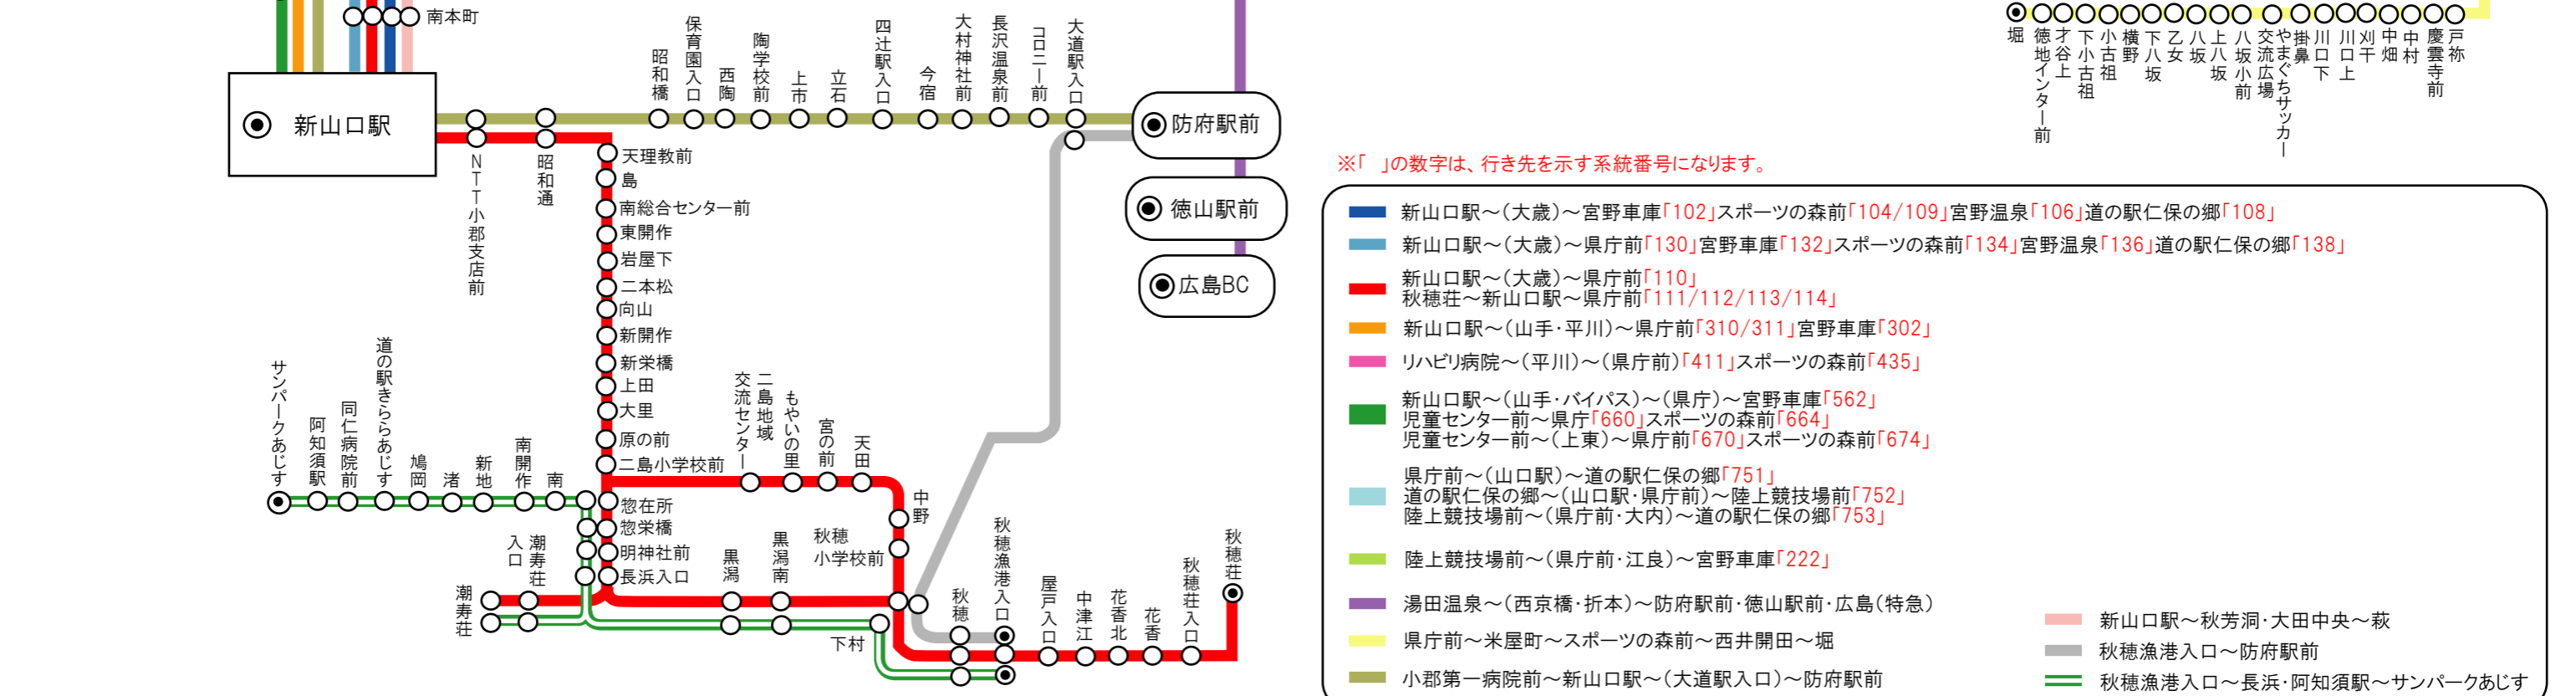 南本町
新山口駅
NTT小郡支店前
昭和通
昭和橋
保育園入口
西陶
陶学校前
上市
立石
四辻駅入口
今宿
大村神社前
長沢温泉前
コロニー前
大道駅入口
防府駅前
徳山駅前
広島BC
天理教前
島
南総合センター前
東開作
岩屋下
二本松
向山
新開作
新栄橋
上田
大里
原の前
二島小学校前
惣在所
惣栄橋
明神社前
長浜入口
サンパークあじす
阿知須駅
同仁病院前
道の駅きららあじす
鳩岡
渚
新地
南開作
南
潮寿荘入口
潮寿荘
二島地域
交流センター
もやいの里
宮の前
天田
中野
秋穂
小学校前
黒潟
黒潟南
下村
秋穂
秋穂漁港入口
屋戸入口
中津江
花香北
花香
秋穂荘入口
秋穂荘
堀
徳地インター前
才谷上
下小古祖
小古祖
横野
下八坂
乙女
八坂
上八坂
八坂小前
やまぐちサッカー
交流広場
掛鼻
川口下
川口上
刈干
中畑
中村
慶雲寺前
戸祢
※「　」の数字は、行き先を示す系統番号になります。
新山口駅～(大歳)～宮野車庫「102」スポーツの森前「104/109」宮野温泉「106」道の駅仁保の郷「108」
新山口駅～(大歳)～県庁前「130」宮野車庫「132」スポーツの森前「134」宮野温泉「136」道の駅仁保の郷「138」
新山口駅～(大歳)～県庁前「110」
秋穂荘～新山口駅～県庁前「111/112/113/114」
新山口駅～(山手・平川)～県庁前「310/311」宮野車庫「302」
リハビリ病院～(平川)～(県庁前)「411」スポーツの森前「435」
新山口駅～(山手・バイパス)～(県庁)～宮野車庫「562」
児童センター前～県庁「660」スポーツの森前「664」
児童センター前～(上東)～県庁前「670」スポーツの森前「674」
県庁前～(山口駅)～道の駅仁保の郷「751」
道の駅仁保の郷～(山口駅・県庁前)～陸上競技場前「752」
陸上競技場前～(県庁前・大内)～道の駅仁保の郷「753」
陸上競技場前～(県庁前・江良)～宮野車庫「222」
湯田温泉～(西京橋・折本)～防府駅前・徳山駅前・広島(特急)
県庁前～米屋町～スポーツの森前～西井開田～堀
小郡第一病院前～新山口駅～(大道駅入口)～防府駅前
新山口駅～秋芳洞・大田中央～萩
秋穂漁港入口～防府駅前
秋穂漁港入口～長浜・阿知須駅～サンパークあじす